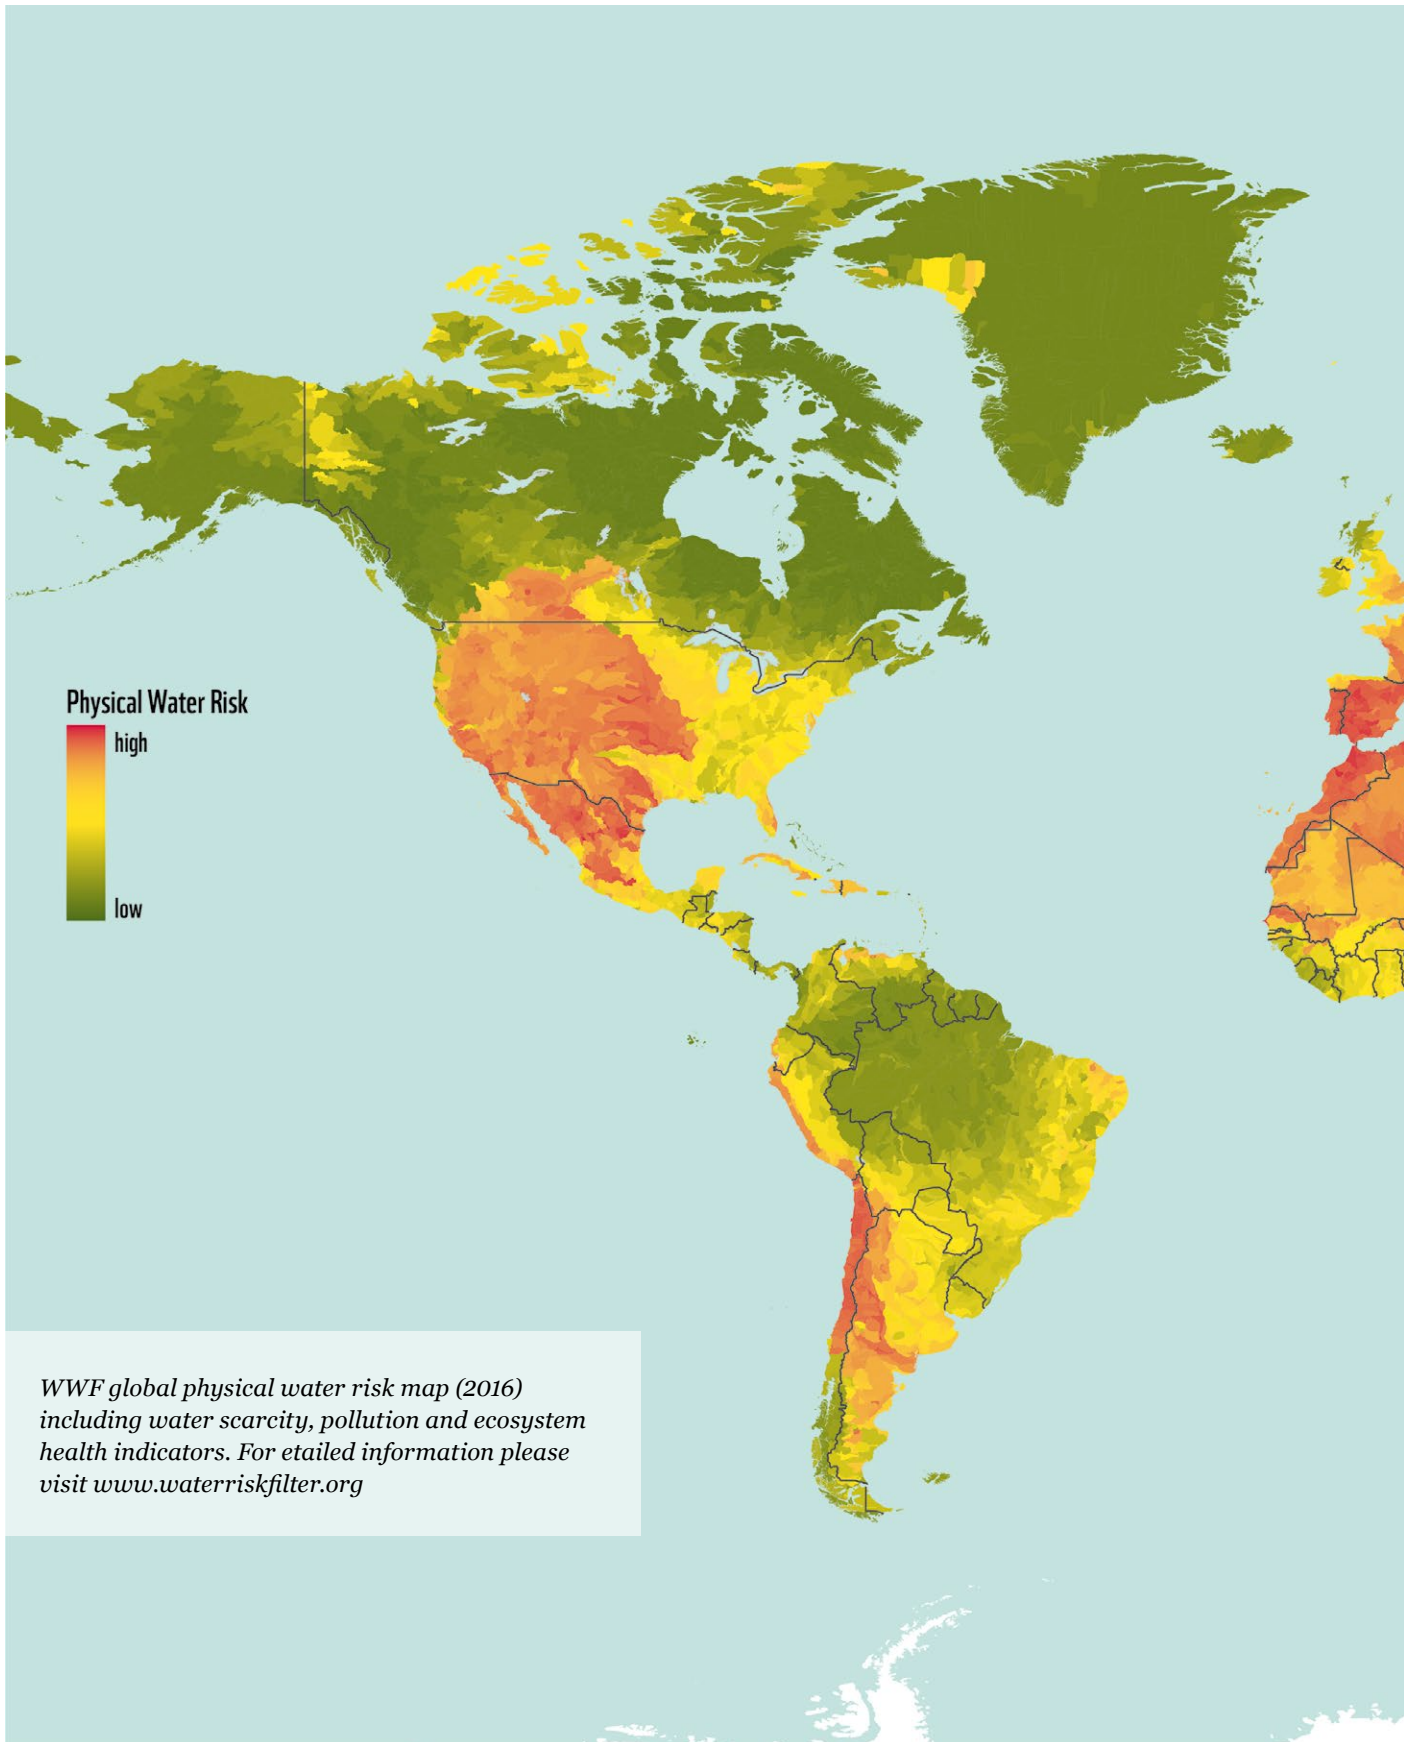 Physical Water Risk
high
low
WWF global physical water risk map (2016)
including water scarcity, pollution and ecosystem
health indicators. For etailed information please
visit www.waterriskfilter.org